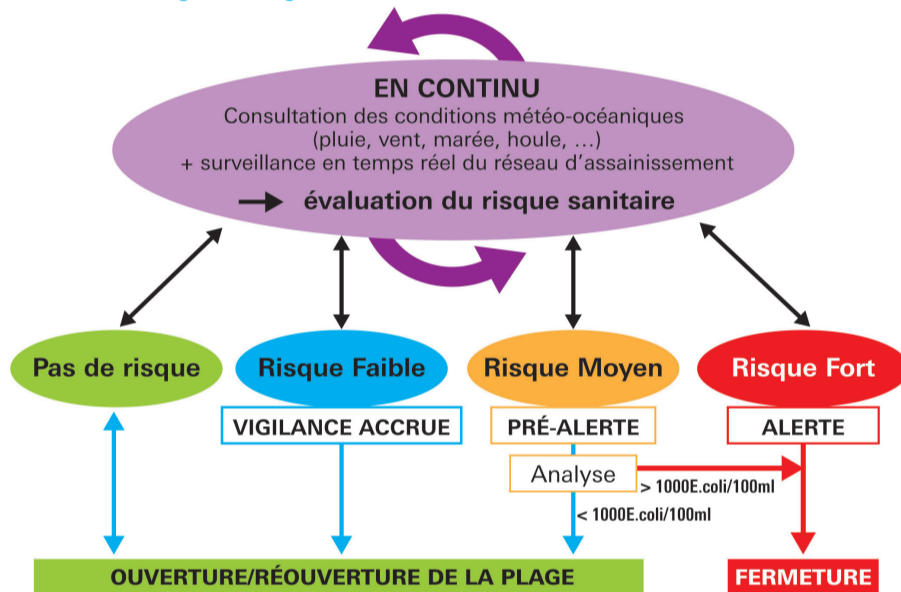 EN CONTINU
Consultation des conditions météo-océaniques
(pluie, vent, marée, houle, ...)
+ surveillance en temps réel du réseau d'assainissement
évaluation du risque sanitaire
Pas de risque
Risque Faible
Risque Moyen
Risque Fort
VIGILANCE ACCRUE
PRÉ-ALERTE
ALERTE
Analyse
> 1000E.coli/100ml
< 1000E.coli/100ml
OUVERTURE/RÉOUVERTURE DE LA PLAGE
FERMETURE